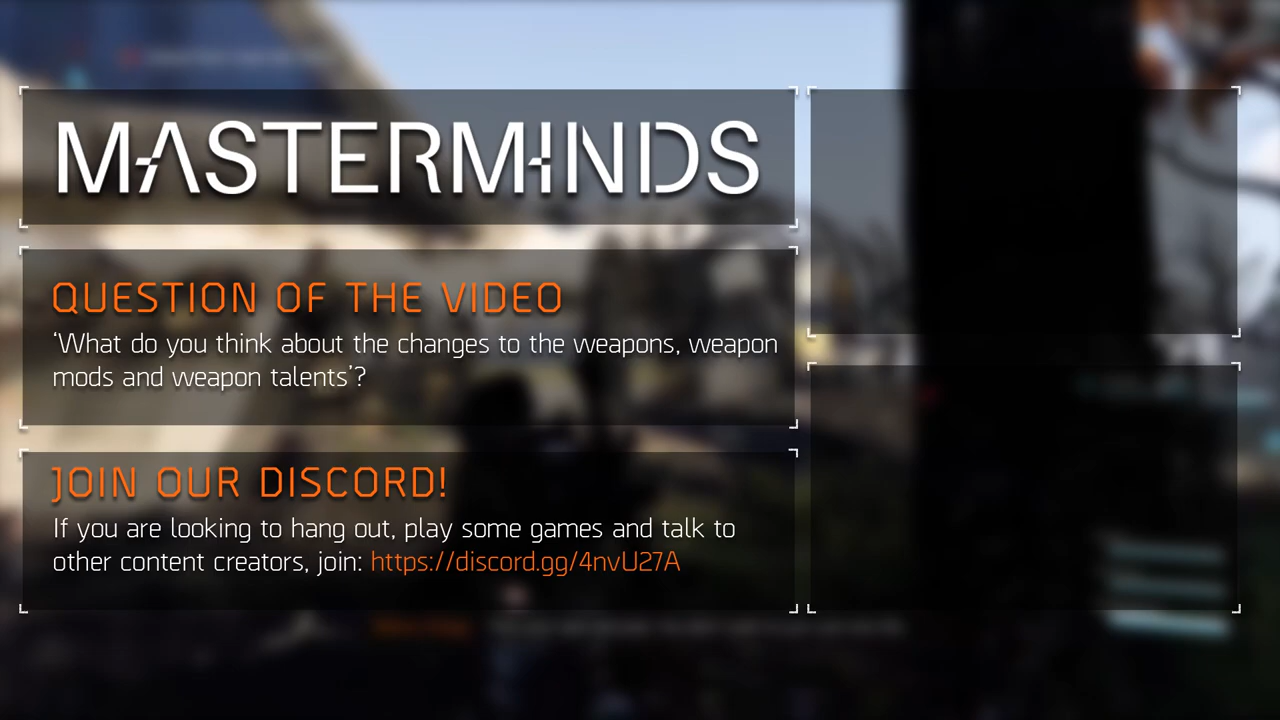 MASTERMINDS
QUESTION OF THE VIDEO
‘What do you think about the changes to the weapons, weapon
mods and weapon talents’?
JOIN OUR DISCORD!
If you are looking to hang out, play some games and talk to
other content creators, join: https://discord.gg/4nvU27A